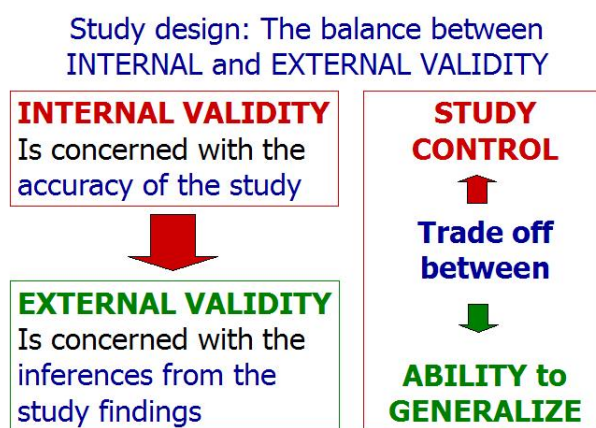 Study design: The balance between
INTERNAL and EXTERNAL VALIDITY
INTERNAL VALIDITY
Is concerned with the
accuracy of the study
EXTERNAL VALIDITY
Is concerned with the
inferences from the
study findings
STUDY
CONTROL
Trade off
between
ABILITY to
GENERALIZE